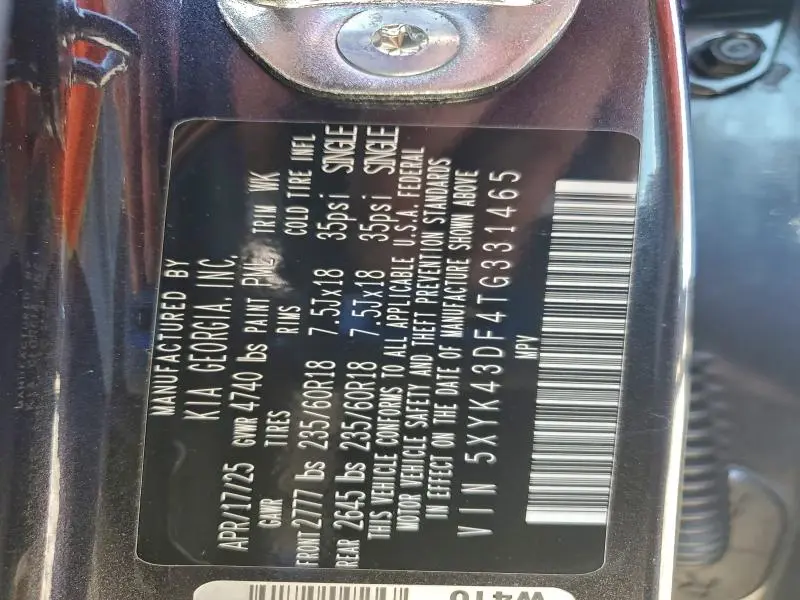 MANUFACTURED BY
KIA GEORGIA, INC.
APR/17/25 GVWR 4740 lbs PAINT TRIM WK
GAWR TIRES RIMS COLD TIRE INFL
FRONT 2777 lbs 235/60R18 7.5Jx18 35psi SINGLE
REAR 2645 lbs 235/60R18 7.5Jx18 35psi SINGLE
THIS VEHICLE CONFORMS TO ALL APPLICABLE U.S.A. FEDERAL
MOTOR VEHICLE SAFETY AND THEFT PREVENTION STANDARDS
IN EFFECT ON THE DATE OF MANUFACTURE SHOWN ABOVE
VIN 5XYK43DF4TG331465
MPV
W410